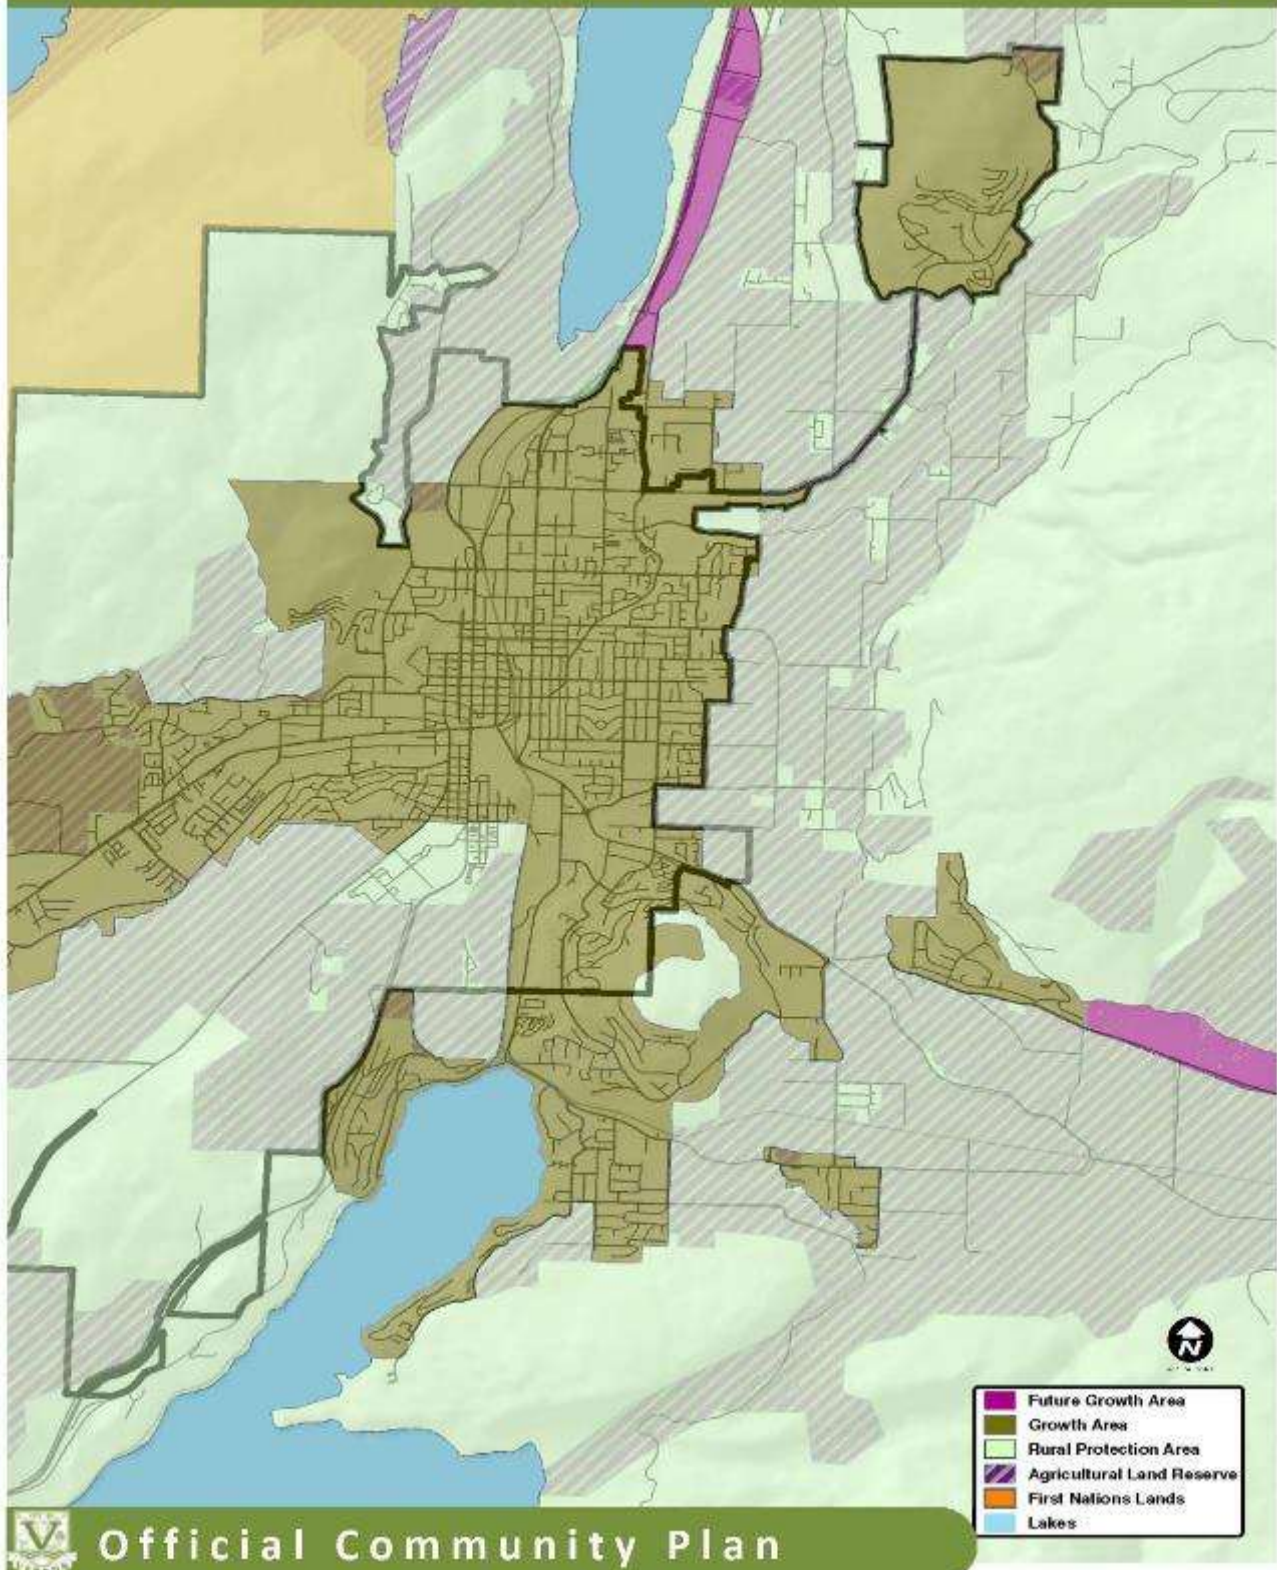 N
Future Growth Area
Growth Area
Rural Protection Area
Agricultural Land Reserve
First Nations Lands
Lakes
V
Official Community Plan